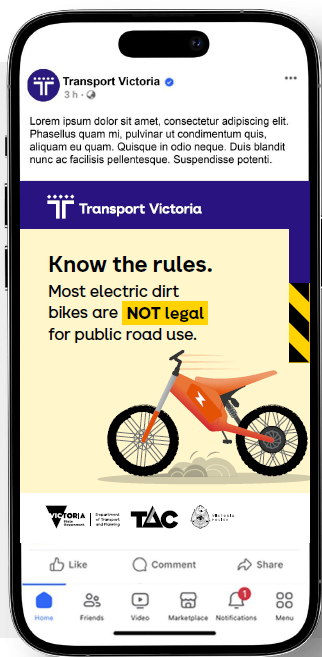 Transport Victoria
3 h ·
Lorem ipsum dolor sit amet, consectetur adipiscing elit.
Phasellus quam mi, pulvinar ut condimentum quis,
aliquam eu quam. Quisque in odio neque. Duis blandit
nunc ac facilisis pellentesque. Suspendisse potenti.
Transport Victoria
Know the rules.
Most electric dirt
bikes are NOT legal
for public road use.
VICTORIA
State
Government
Department
of Transport
and Planning
TAC
VICTORIA
POLICE
Like
Comment
Share
1
Home
Friends
Video
Marketplace
Notifications
Menu